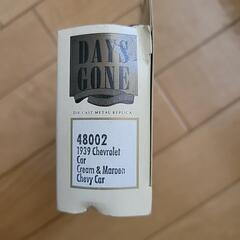 DAYS
GONE
DIE CAST METAL REPLICA
48002
1939 Chevrolet
Car
Cream & Maroon
Chevy Car